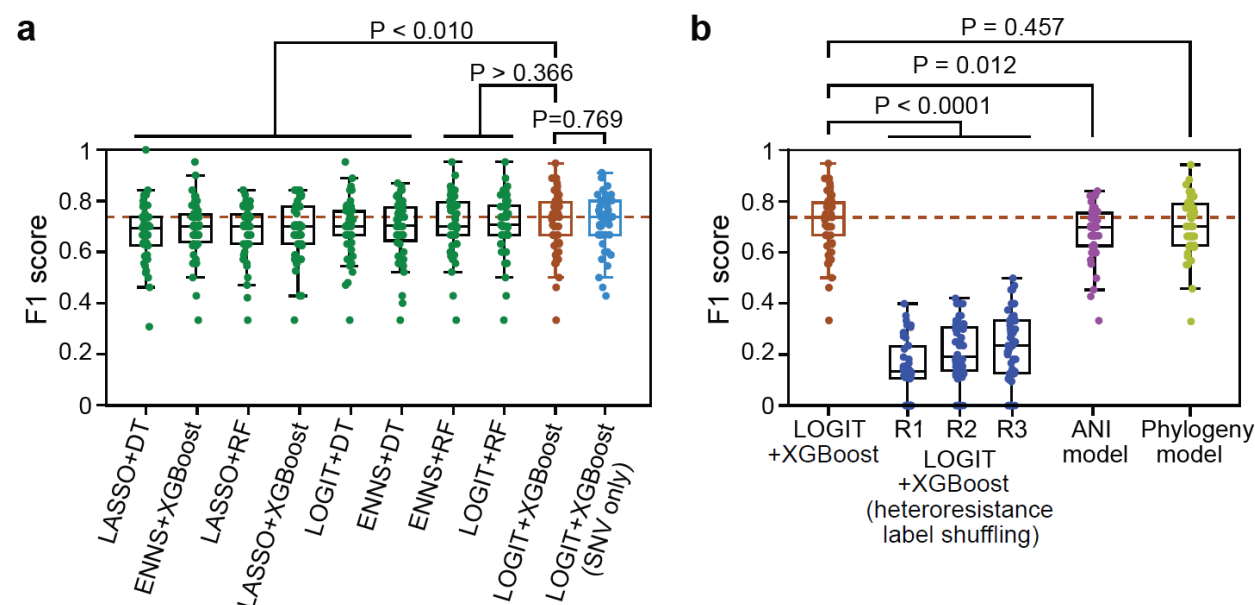 a
P < 0.010
P > 0.366
P=0.769
F1 score
1
0.8
0.6
0.4
0.2
0
LASSO+DT
ENNS+XGBoost
LASSO+RF
LASSO+XGBoost
LOGIT+DT
ENNS+DT
ENNS+RF
LOGIT+RF
LOGIT+XGBoost
LOGIT+XGBoost
(SNV only)
b
P = 0.457
P = 0.012
P < 0.0001
F1 score
1
0.8
0.6
0.4
0.2
0
LOGIT
+XGBoost
R1 R2 R3
LOGIT
+XGBoost
(heteroresistance
label shuffling)
ANI
model
Phylogeny
model